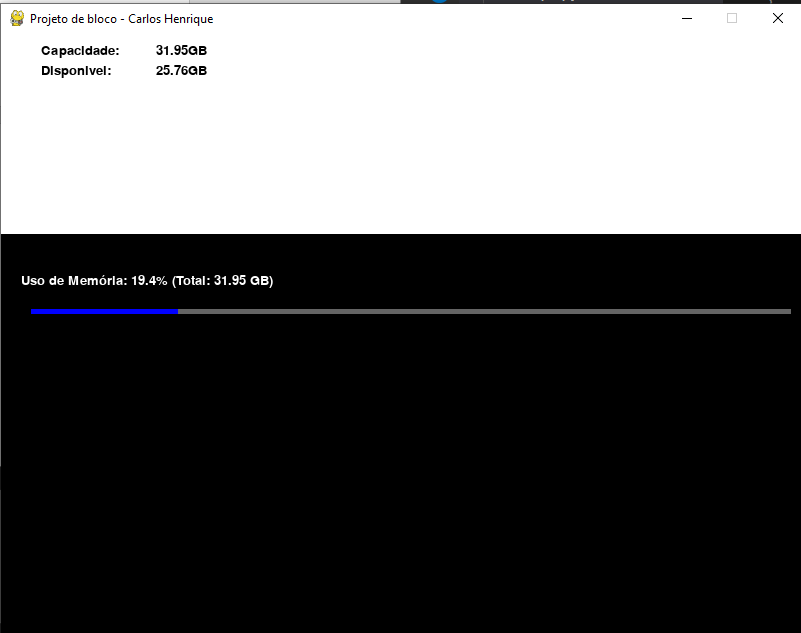 Projeto de bloco - Carlos Henrique
Capacidade: 31.95GB
Disponível: 25.76GB
Uso de Memória: 19.4% (Total: 31.95 GB)